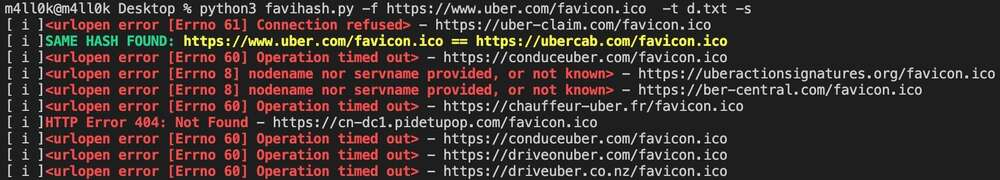 m4ll0k@m4ll0k Desktop % python3 favihash.py -f https://www.uber.com/favicon.ico  -t d.txt -s
[ i ]<urlopen error [Errno 61] Connection refused> - https://uber-claim.com/favicon.ico
[ i ]SAME HASH FOUND: https://www.uber.com/favicon.ico == https://ubercab.com/favicon.ico
[ i ]<urlopen error [Errno 60] Operation timed out> - https://conduceuber.com/favicon.ico
[ i ]<urlopen error [Errno 8] nodename nor servname provided, or not known> - https://uberactionsignatures.org/favicon.ico
[ i ]<urlopen error [Errno 8] nodename nor servname provided, or not known> - https://ber-central.com/favicon.ico
[ i ]<urlopen error [Errno 60] Operation timed out> - https://chauffeur-uber.fr/favicon.ico
[ i ]HTTP Error 404: Not Found - https://cn-dc1.pidetupop.com/favicon.ico
[ i ]<urlopen error [Errno 60] Operation timed out> - https://conduceuber.com/favicon.ico
[ i ]<urlopen error [Errno 60] Operation timed out> - https://driveonuber.com/favicon.ico
[ i ]<urlopen error [Errno 60] Operation timed out> - https://driveuber.co.nz/favicon.ico